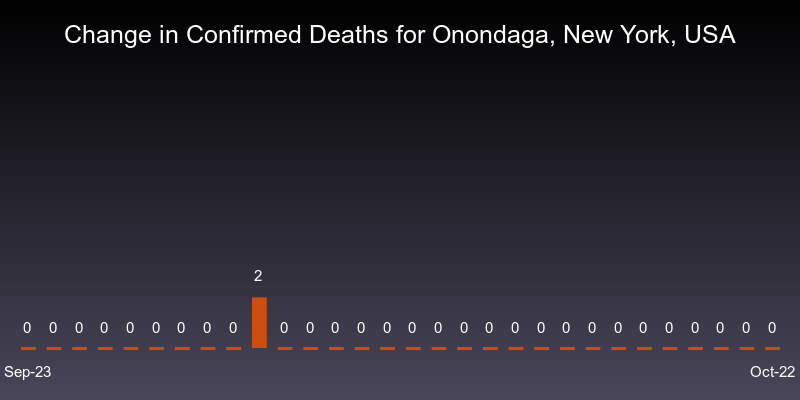 Change in Confirmed Deaths for Onondaga, New York, USA
2
0 0 0 0 0 0 0 0 0 0 0 0 0 0 0 0 0 0 0 0 0 0 0 0 0 0 0 0 0
Sep-23 Oct-22